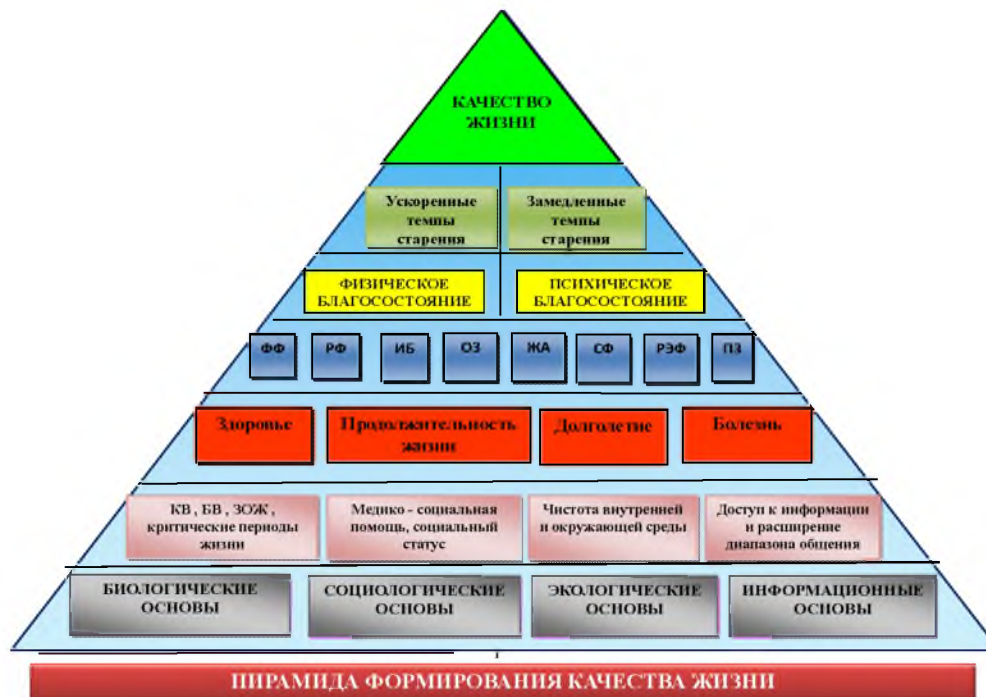 КАЧЕСТВО
ЖИЗНИ
Ускоренные
темпы
старения
Замедленные
темпы
старения
ФИЗИЧЕСКОЕ
БЛАГОСОСТОЯНИЕ
ПСИХИЧЕСКОЕ
БЛАГОСОСТОЯНИЕ
ФФ
РФ
ИБ
ОЗ
ЖА
СФ
РЭФ
ПЗ
Здоровье
Продолжительность
жизни
Долголетие
Болезнь
КВ , БВ , ЗОЖ ,
критические периоды
жизни
Медико - социальная
помощь, социальный
статус
Чистота внутренней
и окружающей среды
Доступ к информации
и расширение
диапазона общения
БИОЛОГИЧЕСКИЕ
ОСНОВЫ
СОЦИОЛОГИЧЕСКИЕ
ОСНОВЫ
ЭКОЛОГИЧЕСКИЕ
ОСНОВЫ
ИНФОРМАЦИОННЫЕ
ОСНОВЫ
ПИРАМИДА ФОРМИРОВАНИЯ КАЧЕСТВА ЖИЗНИ